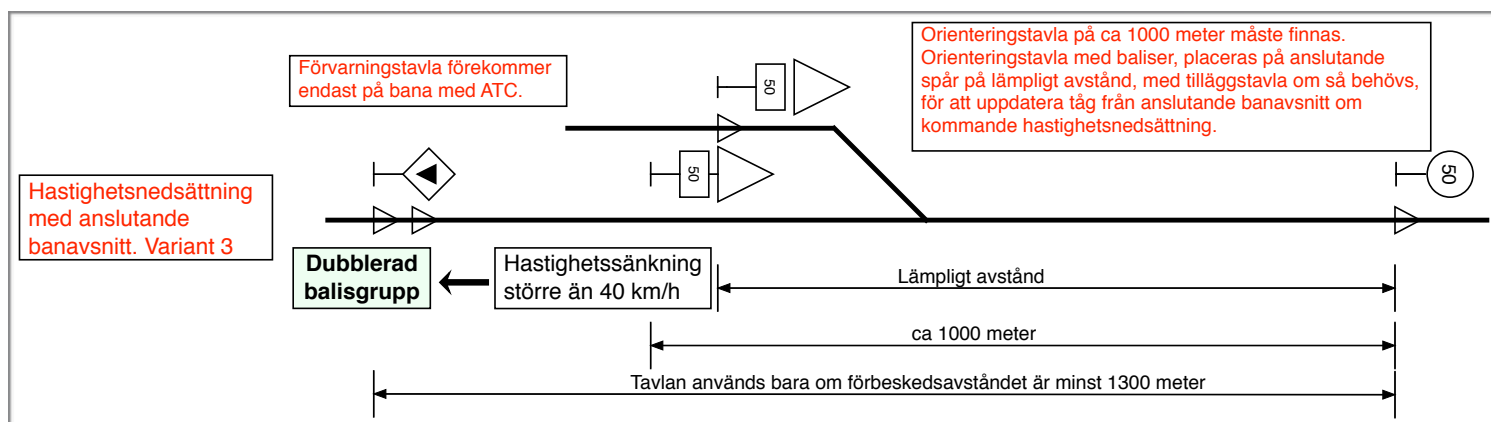 Förvarningstavla förekommer
endast på bana med ATC.
50
Orienteringstavla på ca 1000 meter måste finnas.
Orienteringstavla med baliser, placeras på anslutande
spår på lämpligt avstånd, med tilläggstavla om så behövs,
för att uppdatera tåg från anslutande banavsnitt om
kommande hastighetsnedsättning.
50
50
Hastighetsnedsättning
med anslutande
banavsnitt. Variant 3
Dubblerad
balisgrupp
Hastighetssänkning
större än 40 km/h
Lämpligt avstånd
ca 1000 meter
Tavlan används bara om förbeskedsavståndet är minst 1300 meter